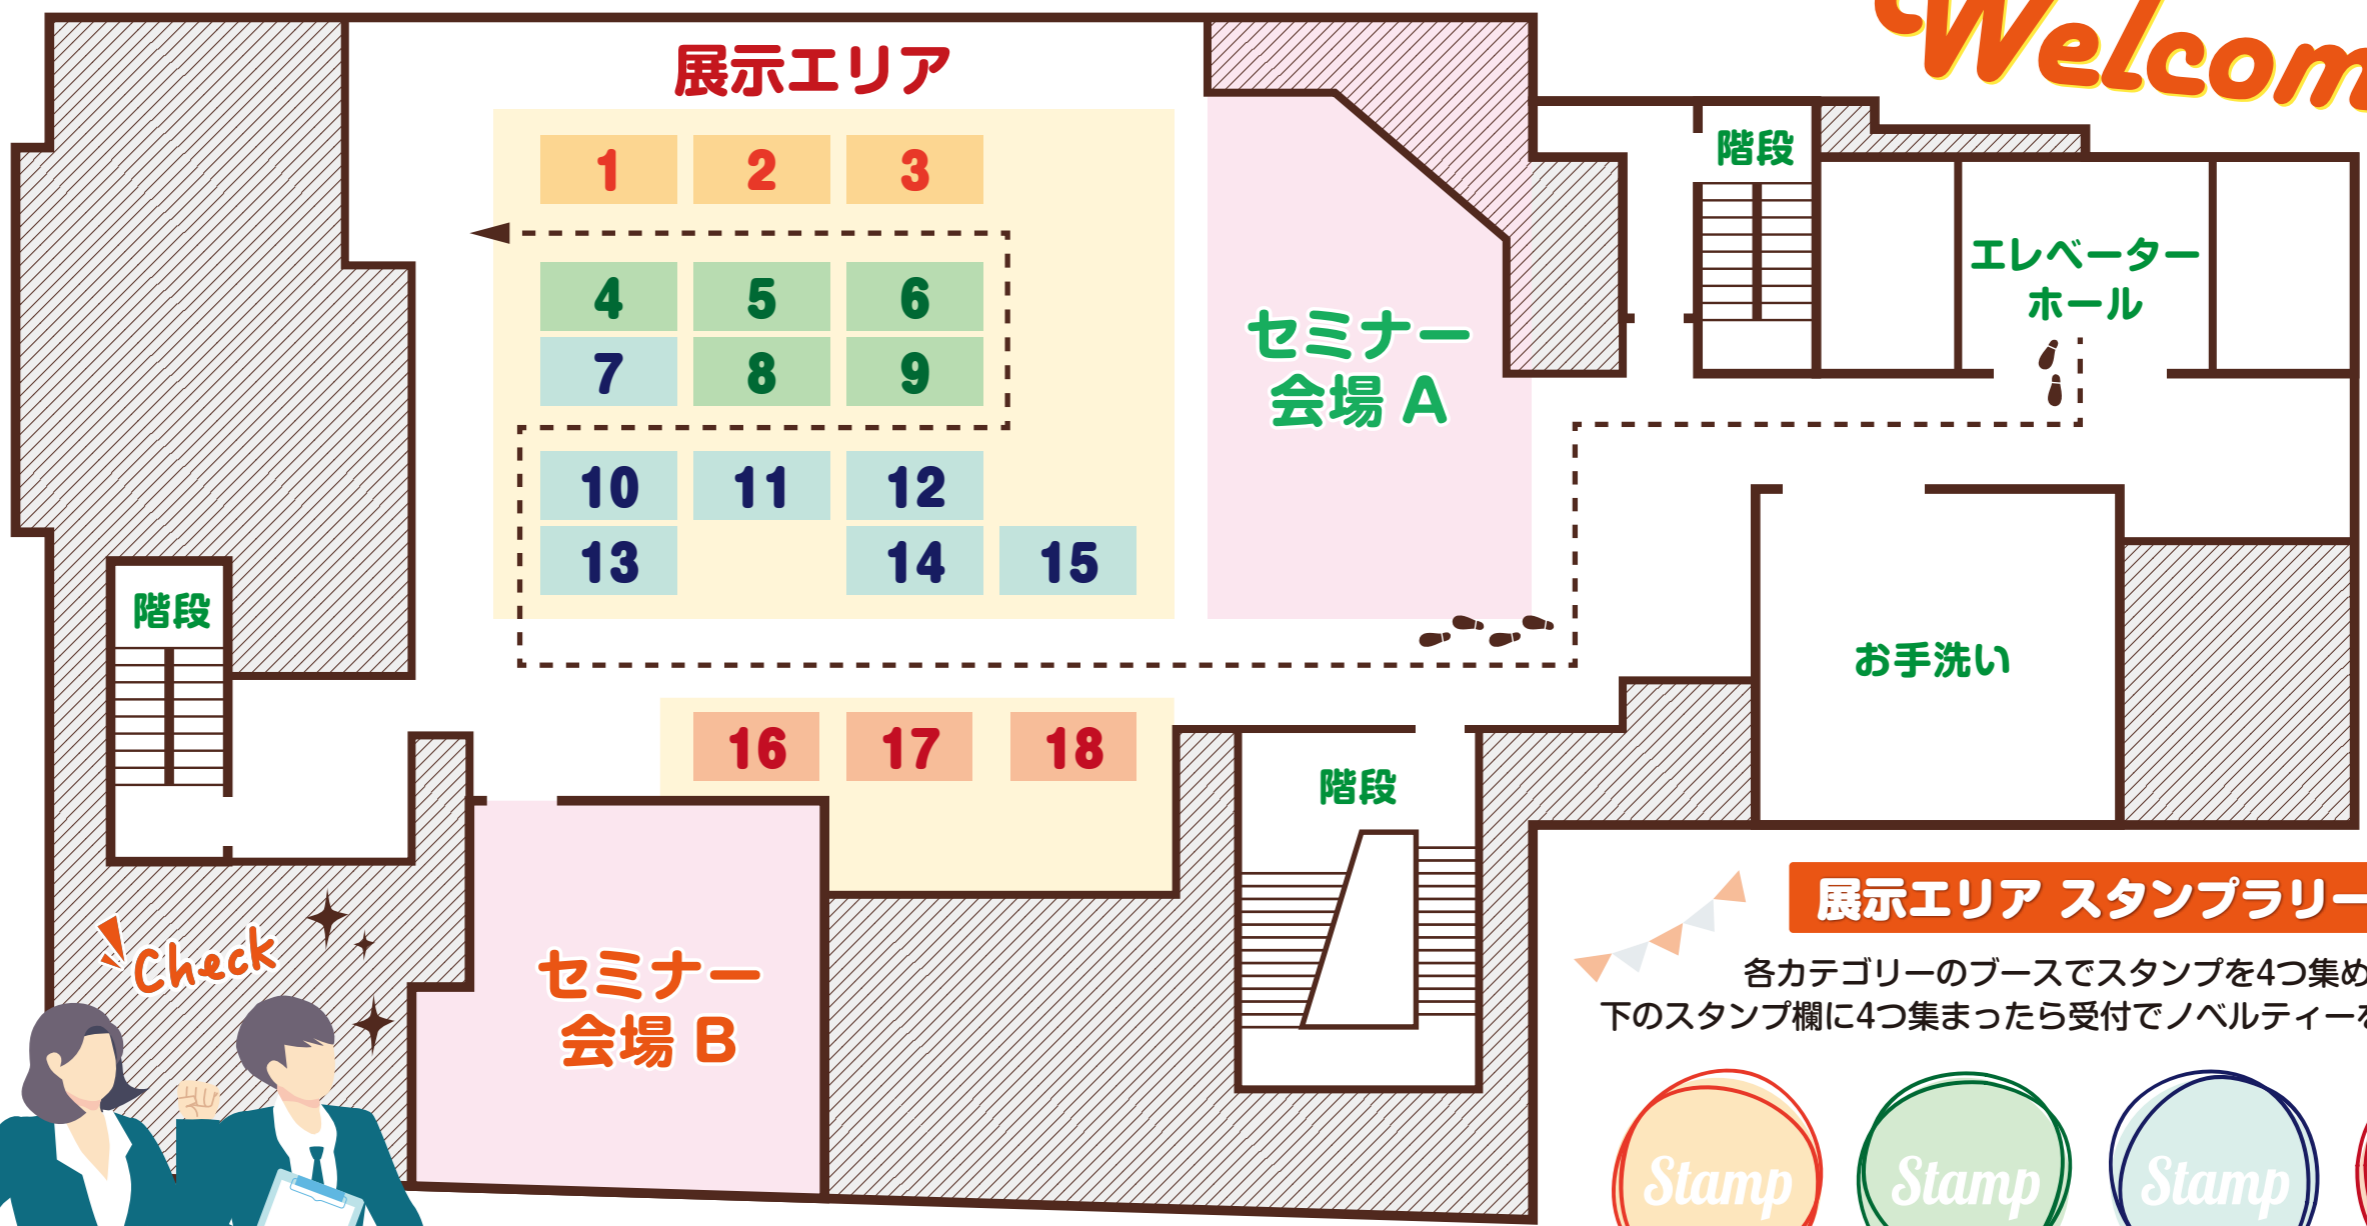 Welcom
展示エリア
1 2 3
4 5 6
7 8 9
10 11 12
13 14 15
16 17 18
セミナー
会場 A
階段
エレベーター
ホール
階段
お手洗い
階段
セミナー
会場 B
Check
展示エリア スタンプラリー
各カテゴリーのブースでスタンプを4つ集め
下のスタンプ欄に4つ集まったら受付でノベルティーを
Stamp Stamp Stamp